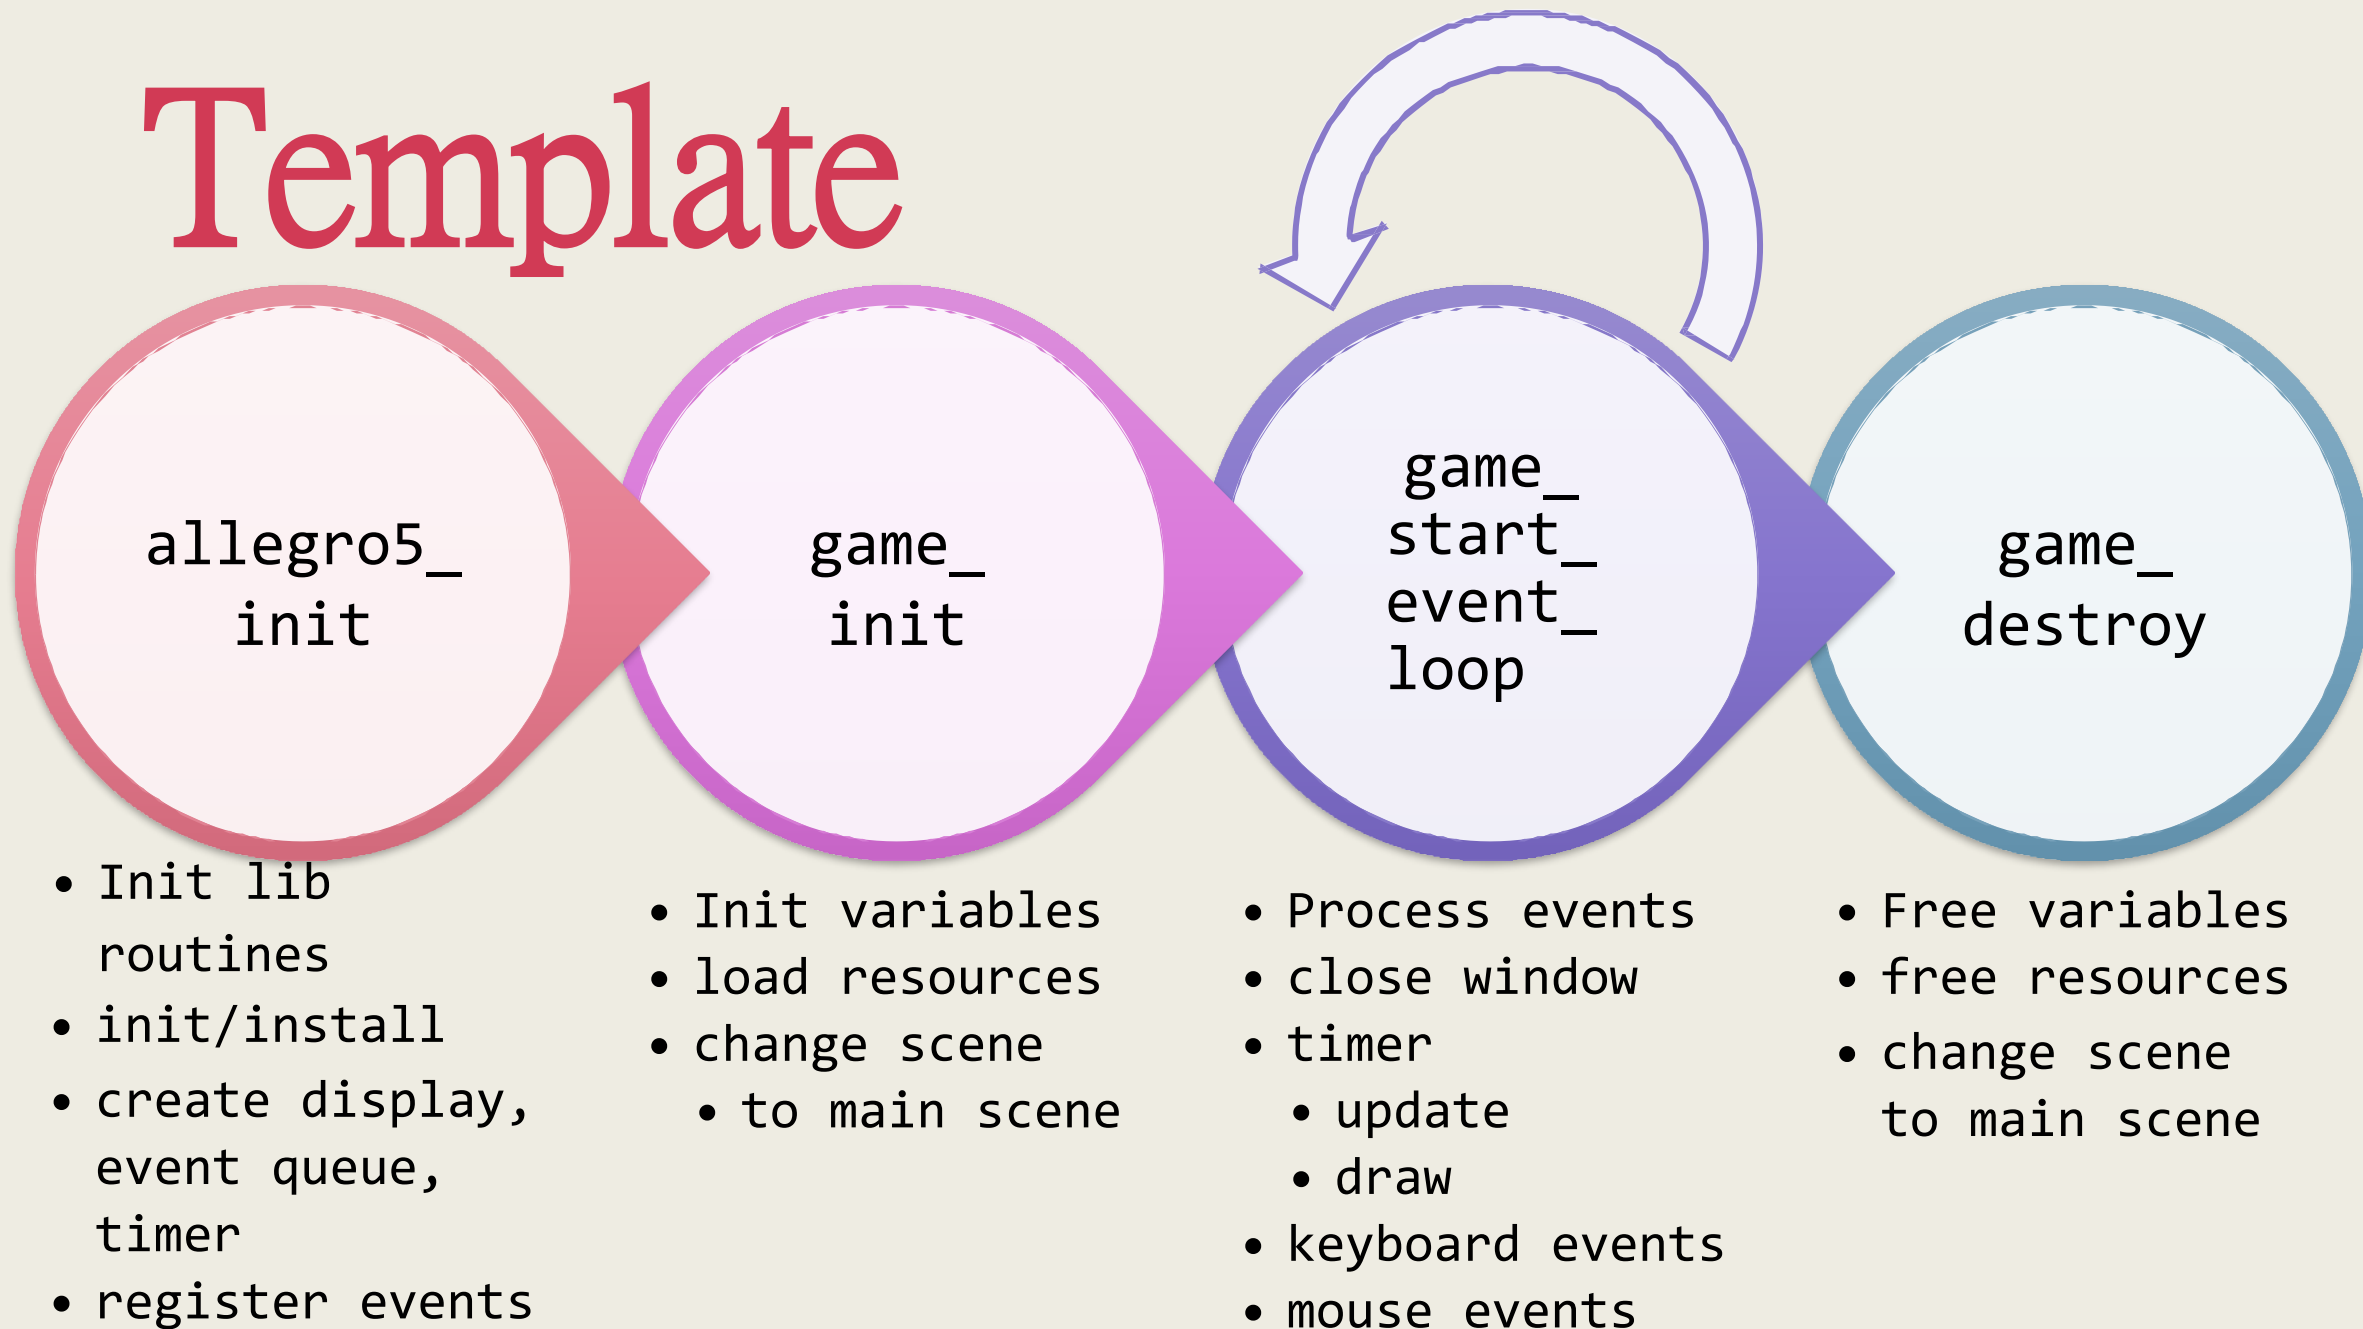 Template
allegro5_
init
game_
init
game_
start_
event_
loop
game_
destroy
• Init lib
routines
• init/install
• create display,
event queue,
timer
• register events
• Init variables
• load resources
• change scene
• to main scene
• Process events
• close window
• timer
• update
• draw
• keyboard events
• mouse events
• Free variables
• free resources
• change scene
to main scene